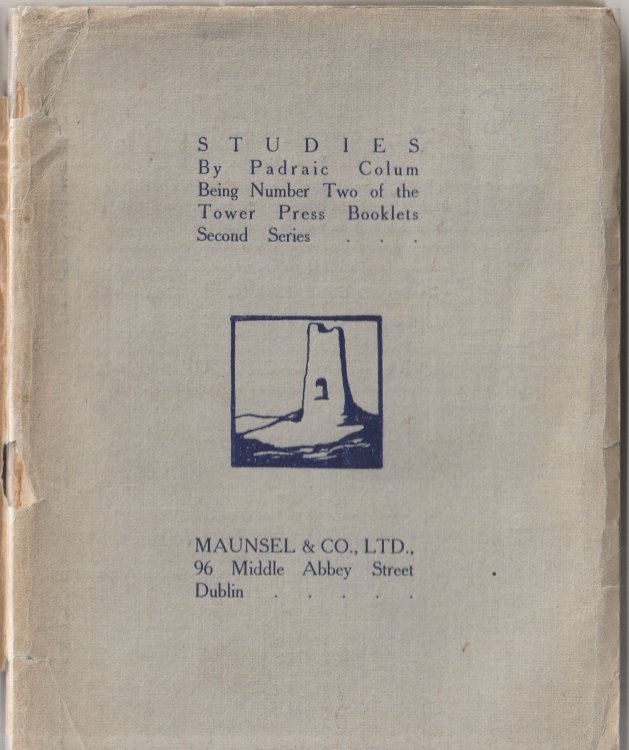 STUDIES
By Padraic Colum
Being Number Two of the
Tower Press Booklets
Second Series . . .
MAUNSEL & CO., LTD.,
96 Middle Abbey Street
Dublin . . . . .